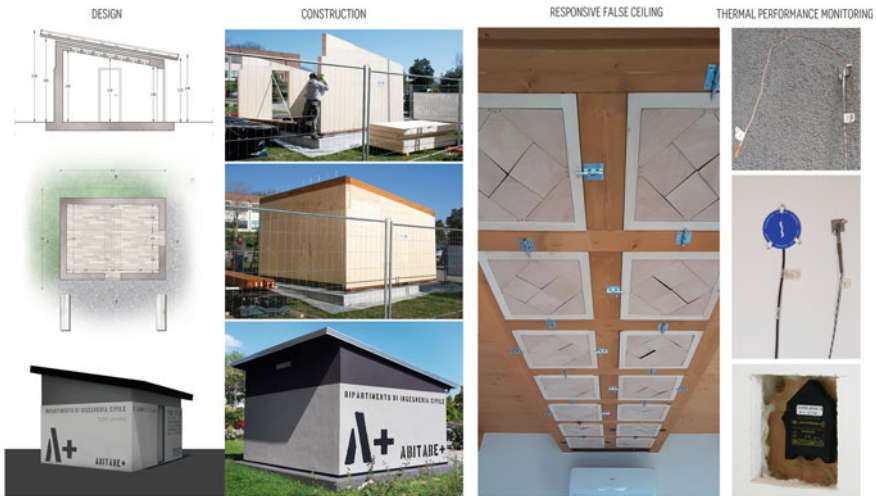 DESIGN
CONSTRUCTION
RESPONSIVE FALSE CEILING
THERMAL PERFORMANCE MONITORING
DIPARTIMENTO DI INGEGNERIA CIVILE
A+
ABITARE+
DIPARTIMENTO DI INGEGNERIA CIVILE
A+
ABITARE+